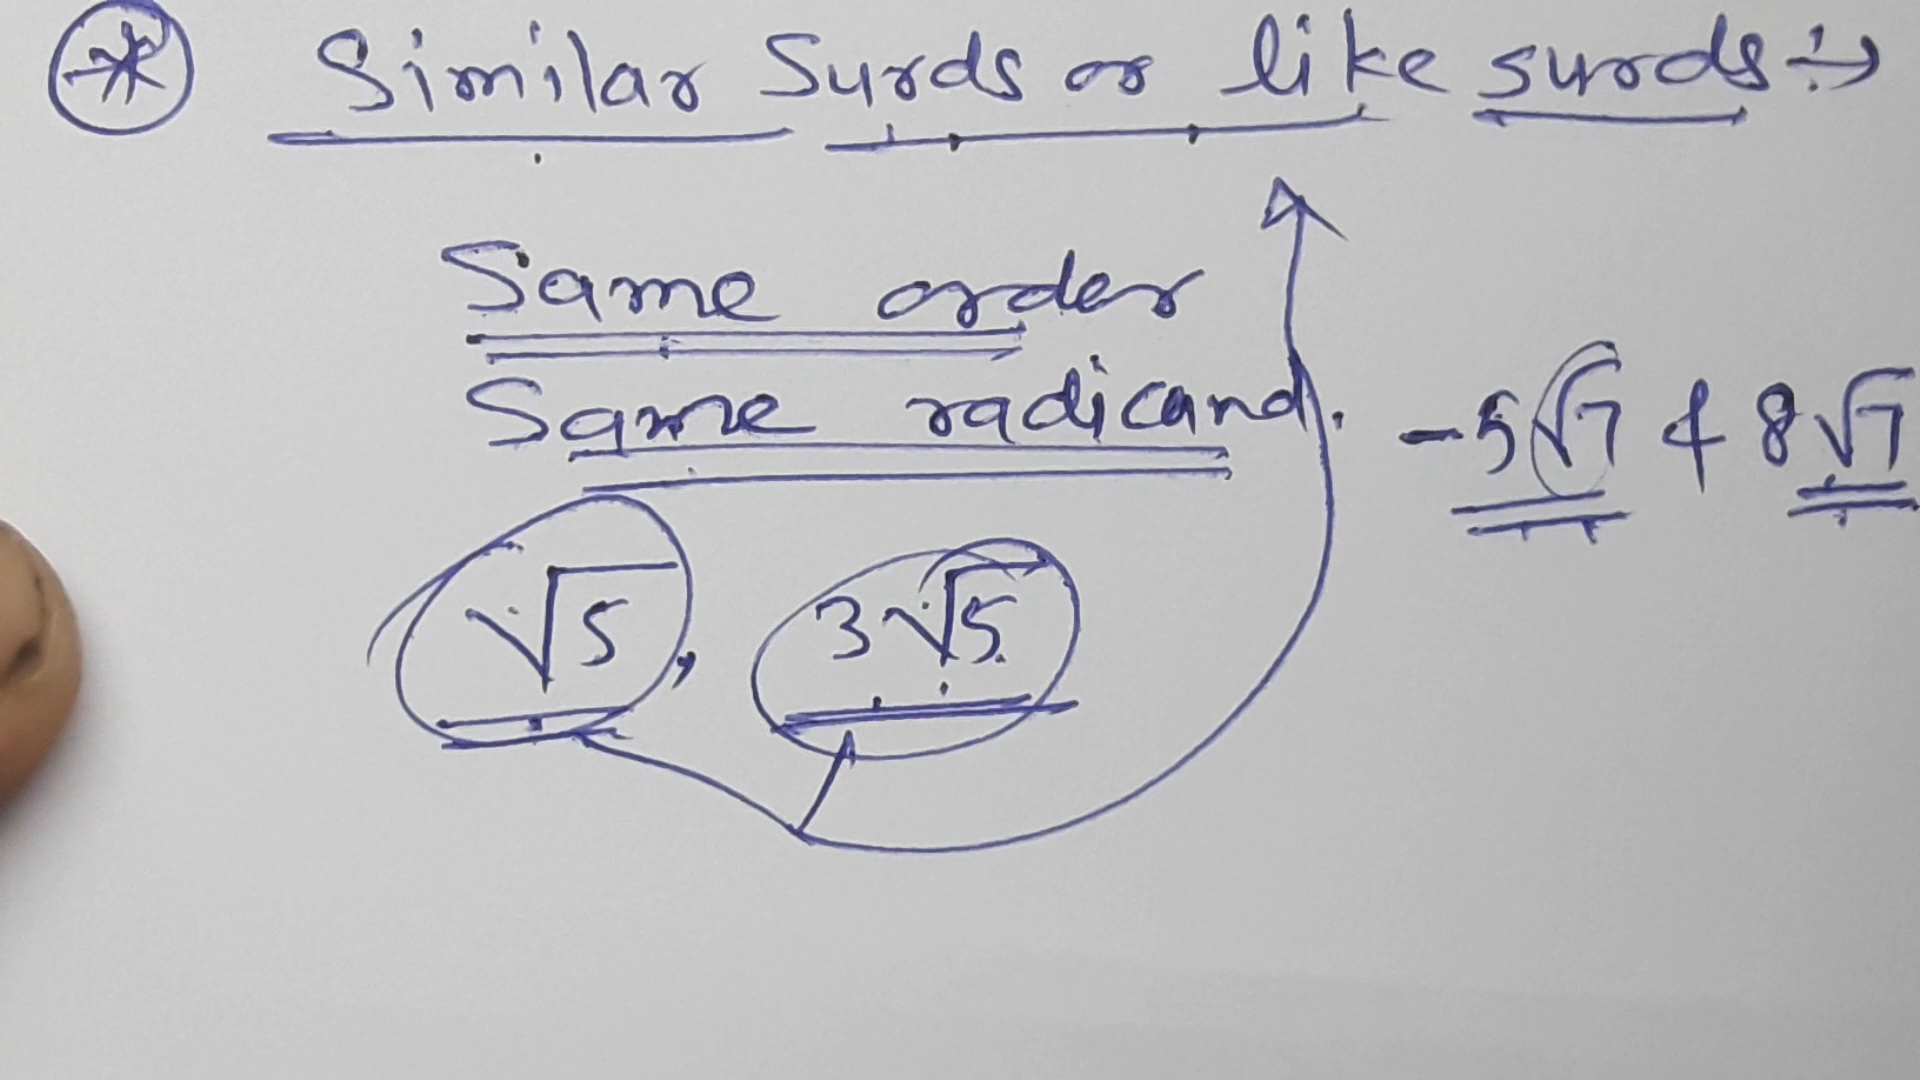 * Similar Surds or like surds :→
Same order
Same radicand.
-5√7 & 8√7
√5, 3√5